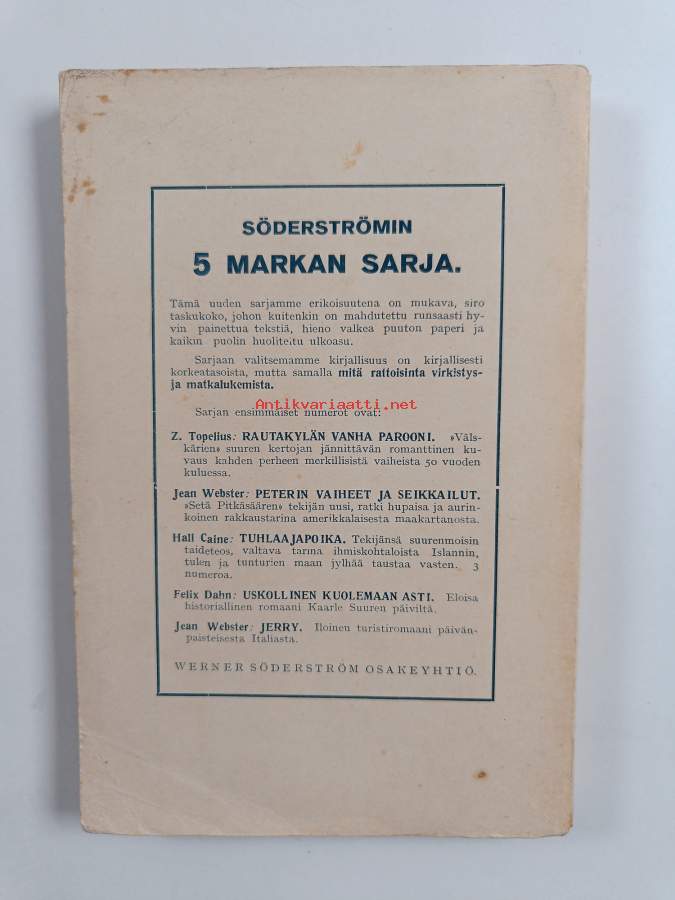 SÖDERSTRÖMIN
5 MARKAN SARJA.
Tämä uuden sarjamme erikoisuutena on mukava, siro
taskukoko, johon kuitenkin on mahdutettu runsaasti hy-
vin painettua tekstiä, hieno valkea puuton paperi ja
kaikin puolin huoliteitu ulkoasu.
Sarjaan valitsemamme kirjallisuus on kirjallisesti
korkeatasoista, mutta samalla mitä rattoisinta virkistys-
ja matkalukemista.
Antikvariaatti.net
Sarjan ensimmäiset numerot ovat:
Z. Topelius: RAUTAKYLÄN VANHA PAROONI. »Väls-
kärien» suuren kertojan jännittävän romanttinen ku-
vaus kahden perheen merkillisistä vaiheista 50 vuoden
kuluessa.
Jean Webster: PETERIN VAIHEET JA SEIKKAILUT.
»Setä Pitkäsäären» tekijän uusi, ratki hupaisa ja aurin-
koinen rakkaustarina amerikkalaisesta maakartanosta.
Hall Caine: TUHLAAJAPOIKA. Tekijänsä suurenmoisin
taideteos, valtava tarina ihmiskohtaloista Islannin,
tulen ja tunturien maan jylhää taustaa vasten. 3
numeroa.
Felix Dahn: USKOLLINEN KUOLEMAAN ASTI. Eloisa
historiallinen romaani Kaarle Suuren päiviltä.
Jean Webster: JERRY. Iloinen turistiromaani päivän-
paisteisesta Italiasta.
WERNER SÖDERSTRÖM OSAKEYHTIÖ.